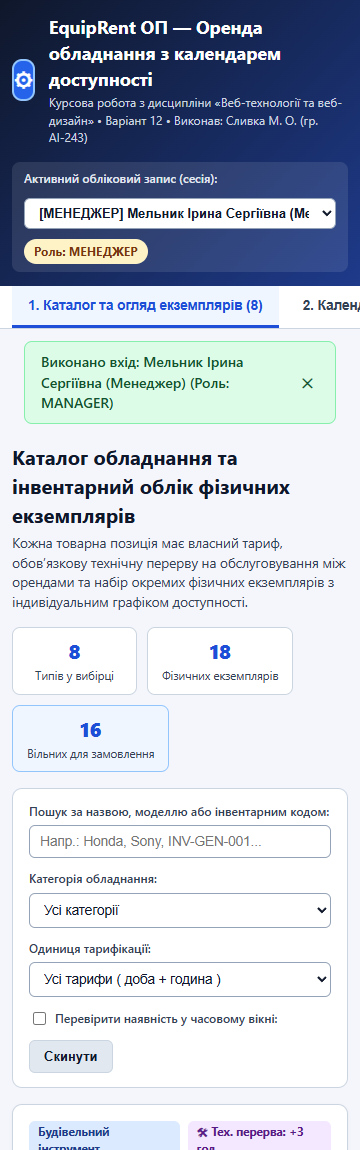 EquipRent ОП — Оренда
обладнання з календарем
доступності
Курсова робота з дисципліни «Веб-технології та веб-
дизайн» • Варіант 12 • Виконав: Сливка М. О. (гр.
АІ-243)
Активний обліковий запис (сесія):
[МЕНЕДЖЕР] Мельник Ірина Сергіївна (Ме
Роль: МЕНЕДЖЕР
1. Каталог та огляд екземплярів (8)
2. Кален
Виконано вхід: Мельник Ірина
Сергіївна (Менеджер) (Роль:
MANAGER)
Каталог обладнання та
інвентарний облік фізичних
екземплярів
Кожна товарна позиція має власний тариф,
обов’язкову технічну перерву на обслуговування між
орендами та набір окремих фізичних екземплярів з
індивідуальним графіком доступності.
8
Типів у вибірці
18
Фізичних екземплярів
16
Вільних для замовлення
Пошук за назвою, моделлю або інвентарним кодом:
Напр.: Honda, Sony, INV-GEN-001...
Категорія обладнання:
Усі категорії
Одиниця тарифікації:
Усі тарифи ( доба + година )
Перевірити наявність у часовому вікні:
Скинути
Будівельний
інструмент
🛠 Тех. перерва: +3
год